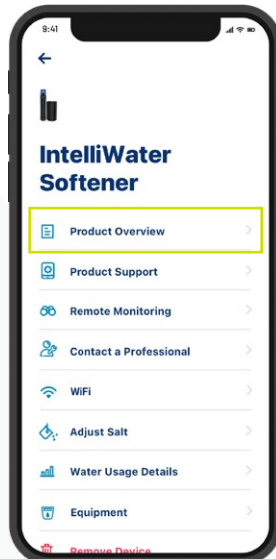 9:41
IntelliWater
Softener
Product Overview
Product Support
Remote Monitoring
Contact a Professional
WiFi
Adjust Salt
Water Usage Details
Equipment
Remove Device